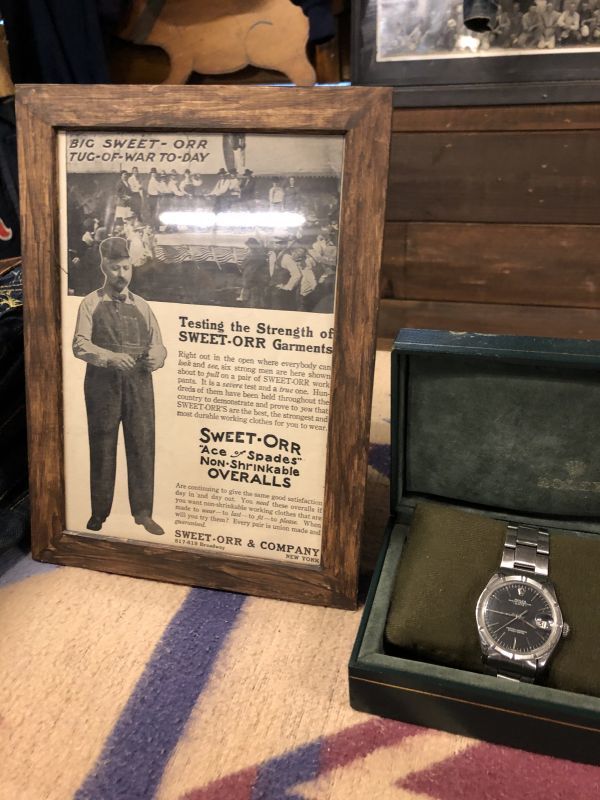 BIG SWEET-ORR
TUG-OF-WAR TO-DAY
Testing the Strength of
SWEET-ORR Garments
Right out in the open where everybody can
look and see, six strong men are here shown
about to pull on a pair of SWEET-ORR work
pants. It is a severe test and a true one. Hun-
dreds of them have been held throughout the
country to demonstrate and prove to you that
SWEET-ORR'S are the best, the strongest and
most durable working clothes for you to wear.
SWEET-ORR
"Ace of Spades"
Non-Shrinkable
OVERALLS
Are continuing to give the same good satisfaction
day in and day out. You need these overalls if
you want non-shrinkable working clothes that are
made to wear—to last—to fit—to please. When
will you try them? Every pair is union made and
guaranteed.
SWEET-ORR & COMPANY
817-819 Broadway
NEW YORK
ROLEX